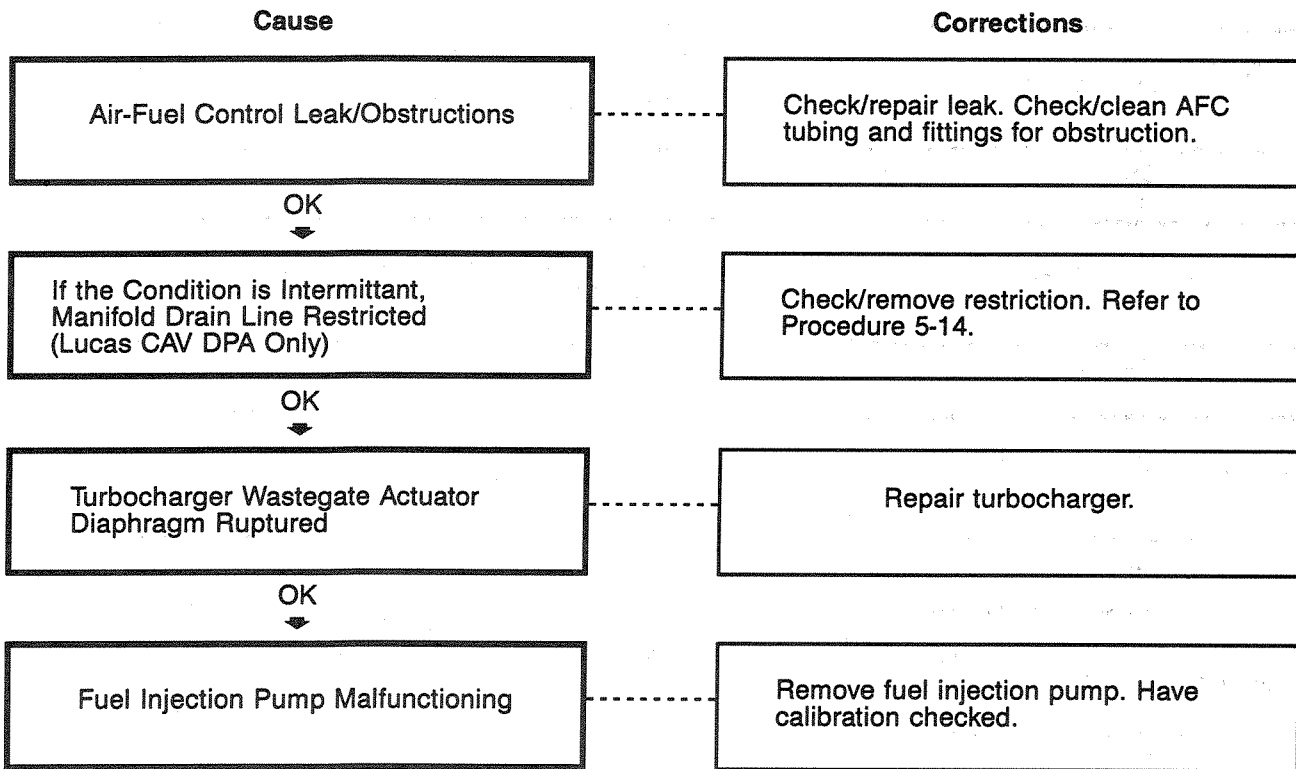 Cause
Corrections
Air-Fuel Control Leak/Obstructions
Check/repair leak. Check/clean AFC
tubing and fittings for obstruction.
OK
If the Condition is Intermittant,
Manifold Drain Line Restricted
(Lucas CAV DPA Only)
Check/remove restriction. Refer to
Procedure 5-14.
OK
Turbocharger Wastegate Actuator
Diaphragm Ruptured
Repair turbocharger.
OK
Fuel Injection Pump Malfunctioning
Remove fuel injection pump. Have
calibration checked.